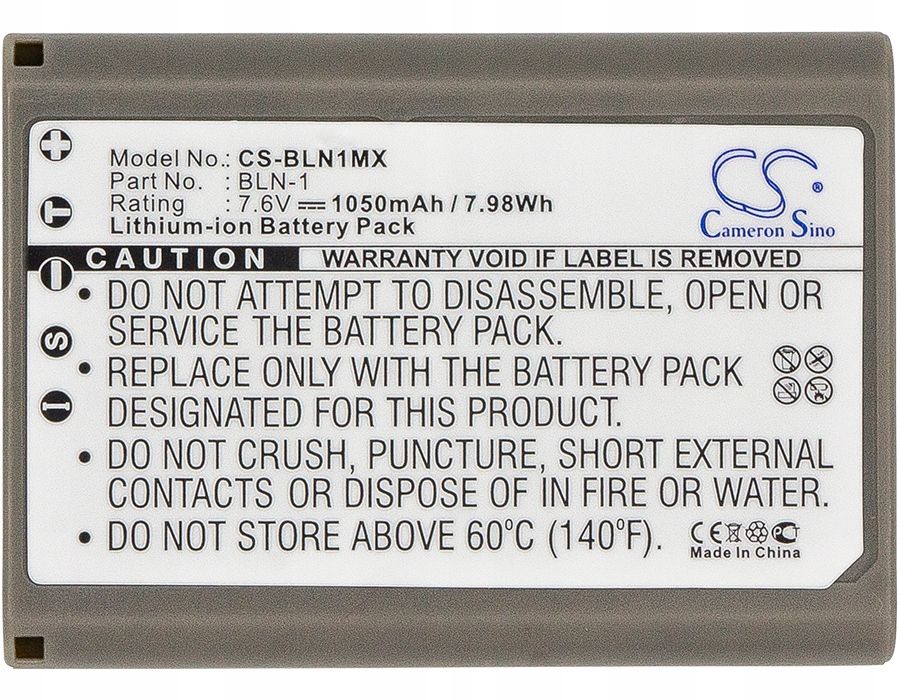 Model No.: CS-BLN1MX
Part No. : BLN-1
Rating : 7.6V⎓1050mAh / 7.98Wh
Lithium-ion Battery Pack
CS®
Cameron Sino
CAUTION WARRANTY VOID IF LABEL IS REMOVED
• DO NOT ATTEMPT TO DISASSEMBLE, OPEN OR
SERVICE THE BATTERY PACK.
• REPLACE ONLY WITH THE BATTERY PACK
DESIGNATED FOR THIS PRODUCT.
• DO NOT CRUSH, PUNCTURE, SHORT EXTERNAL
CONTACTS OR DISPOSE OF IN FIRE OR WATER.
• DO NOT STORE ABOVE 60°C (140°F).
CE PCT
Made In China
+
T
I
S
I